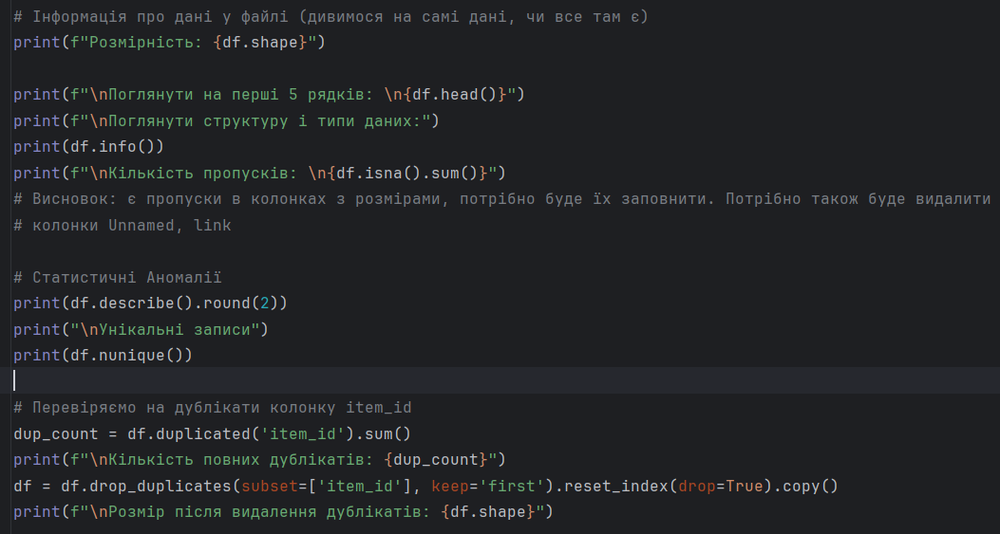 # Інформація про дані у файлі (дивимося на самі дані, чи все там є)
print(f"Розмірність: {df.shape}")
print(f"\nПоглянути на перші 5 рядків: \n{df.head()}")
print(f"\nПоглянути структуру і типи даних:")
print(df.info())
print(f"\nКількість пропусків: \n{df.isna().sum()}")
# Висновок: є пропуски в колонках з розмірами, потрібно буде їх заповнити. Потрібно також буде видалити
# колонки Unnamed, link
# Статистичні Аномалії
print(df.describe().round(2))
print("\nУнікальні записи")
print(df.nunique())
# Перевіряємо на дублікати колонку item_id
dup_count = df.duplicated('item_id').sum()
print(f"\nКількість повних дублікатів: {dup_count}")
df = df.drop_duplicates(subset=['item_id'], keep='first').reset_index(drop=True).copy()
print(f"\nРозмір після видалення дублікатів: {df.shape}")